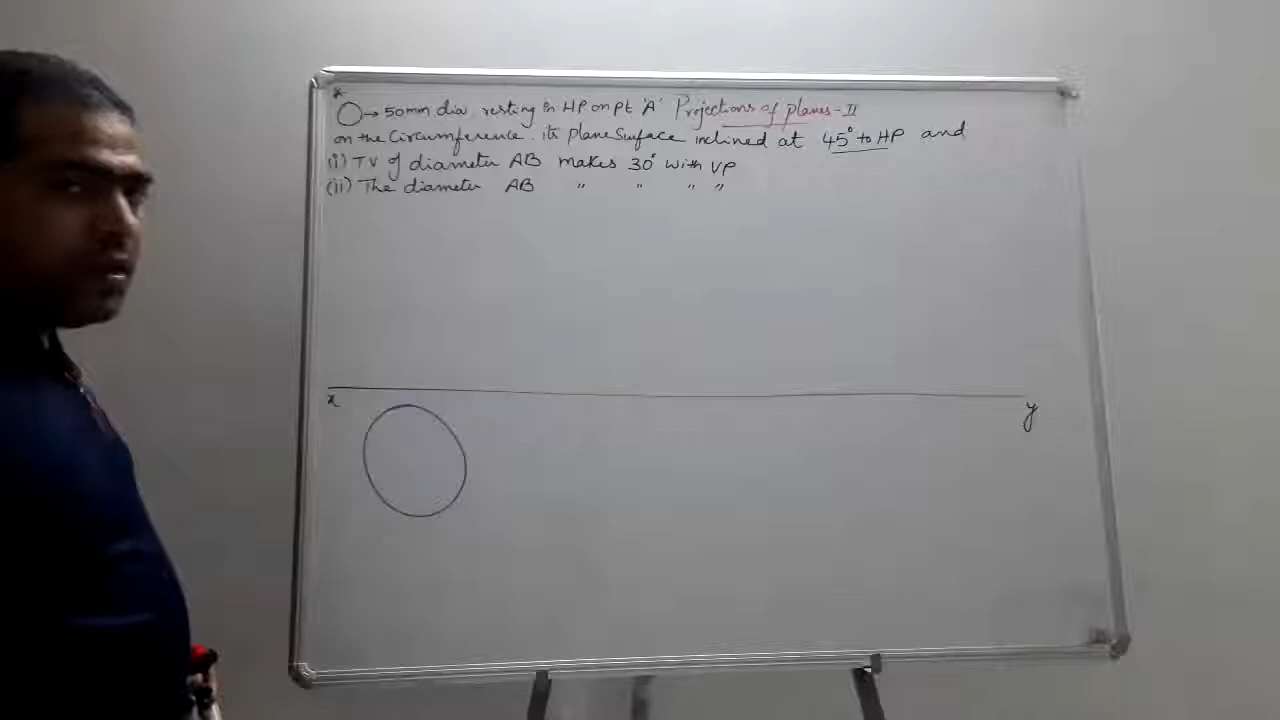 *
→ 50mm dia resting on HP on pt 'A' Projections of planes-II
on the circumference. its plane surface inclined at 45° to HP and
(i) TV of diameter AB makes 30° with VP
(ii) The diameter AB " " " "
x
y